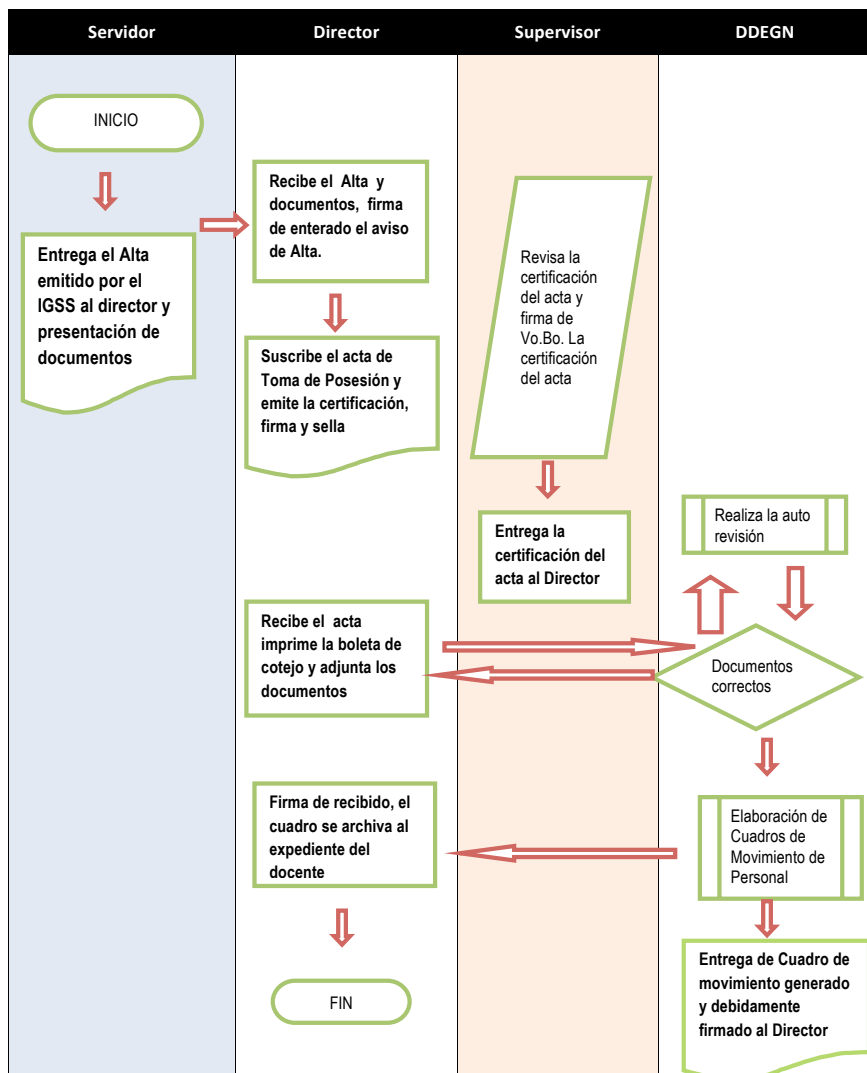 Servidor
Director
Supervisor
DDEGN
INICIO
Entrega el Alta
emitido por el
IGSS al director y
presentación de
documentos
Recibe el Alta y
documentos, firma
de enterado el aviso
de Alta.
Suscribe el acta de
Toma de Posesión y
emite la certificación,
firma y sella
Revisa la
certificación
del acta y
firma de
Vo.Bo. La
certificación
del acta
Entrega la
certificación del
acta al Director
Realiza la auto
revisión
Recibe el acta
imprime la boleta de
cotejo y adjunta los
documentos
Documentos
correctos
Firma de recibido, el
cuadro se archiva al
expediente del
docente
Elaboración de
Cuadros de
Movimiento de
Personal
FIN
Entrega de Cuadro de
movimiento generado
y debidamente
firmado al Director